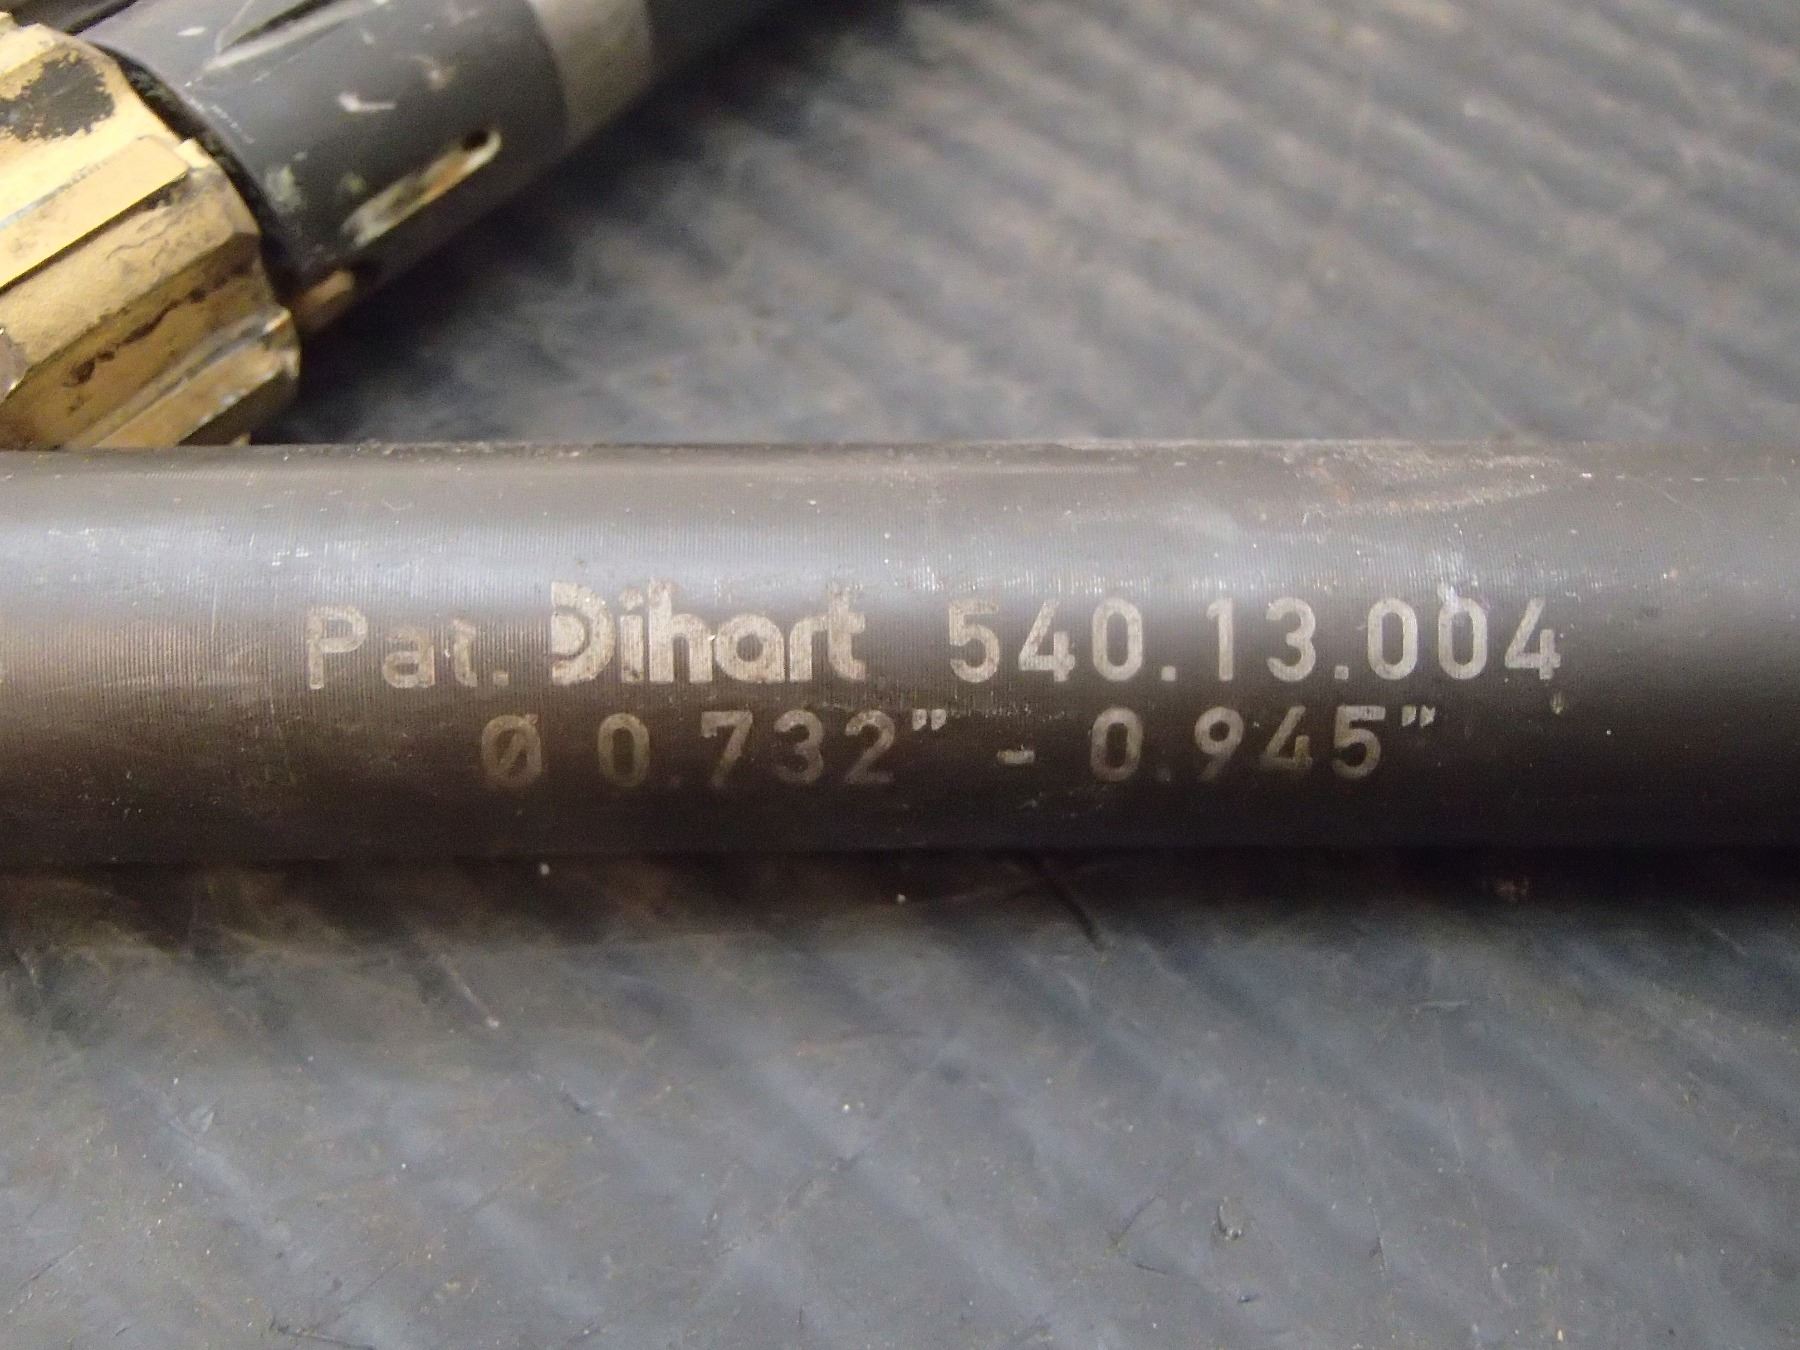 Pat. Dihart 540.13.004
Ø 0.732” - 0.945”